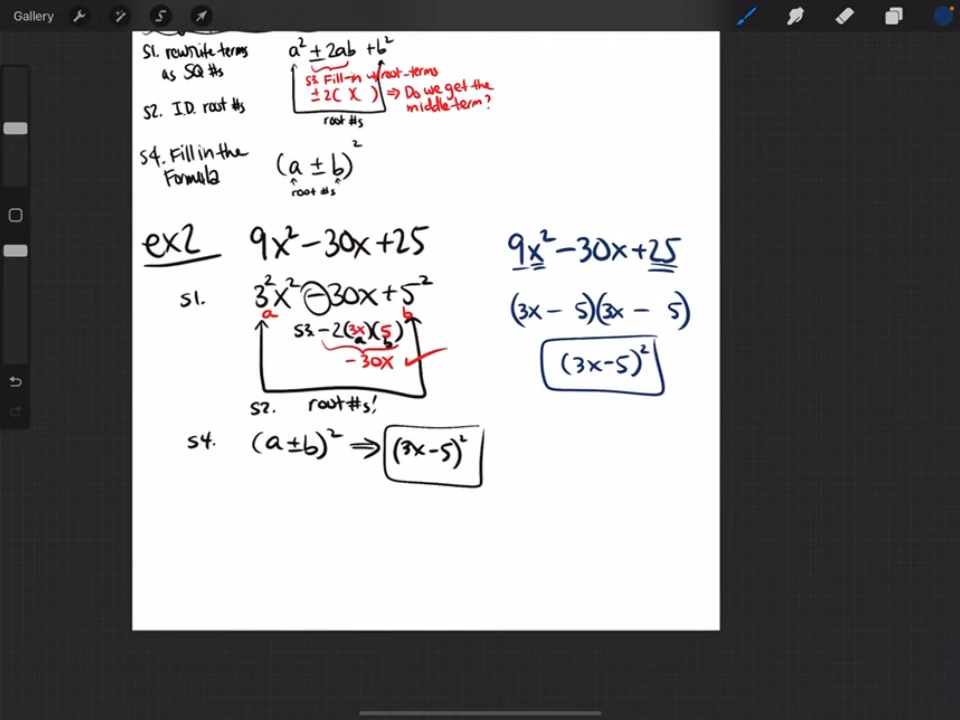 Gallery
S1. rewrite terms
as SQ #s
a² ± 2ab + b²
S3 Fill-in w/root-terms
±2( X ) ⇒ Do we get the
middle term?
S2. I.D. root #s
root #s
S4. Fill in the
Formula
(a ± b)²
root #s
ex2
9x² - 30x + 25
S1.
3²x² - 30x + 5²
a b
S3. -2(3x)(5)
a b
-30x ✓
S2. root #s!
S4. (a ± b)² ⇒ (3x-5)²
9x² - 30x + 25
(3x - 5)(3x - 5)
(3x-5)²